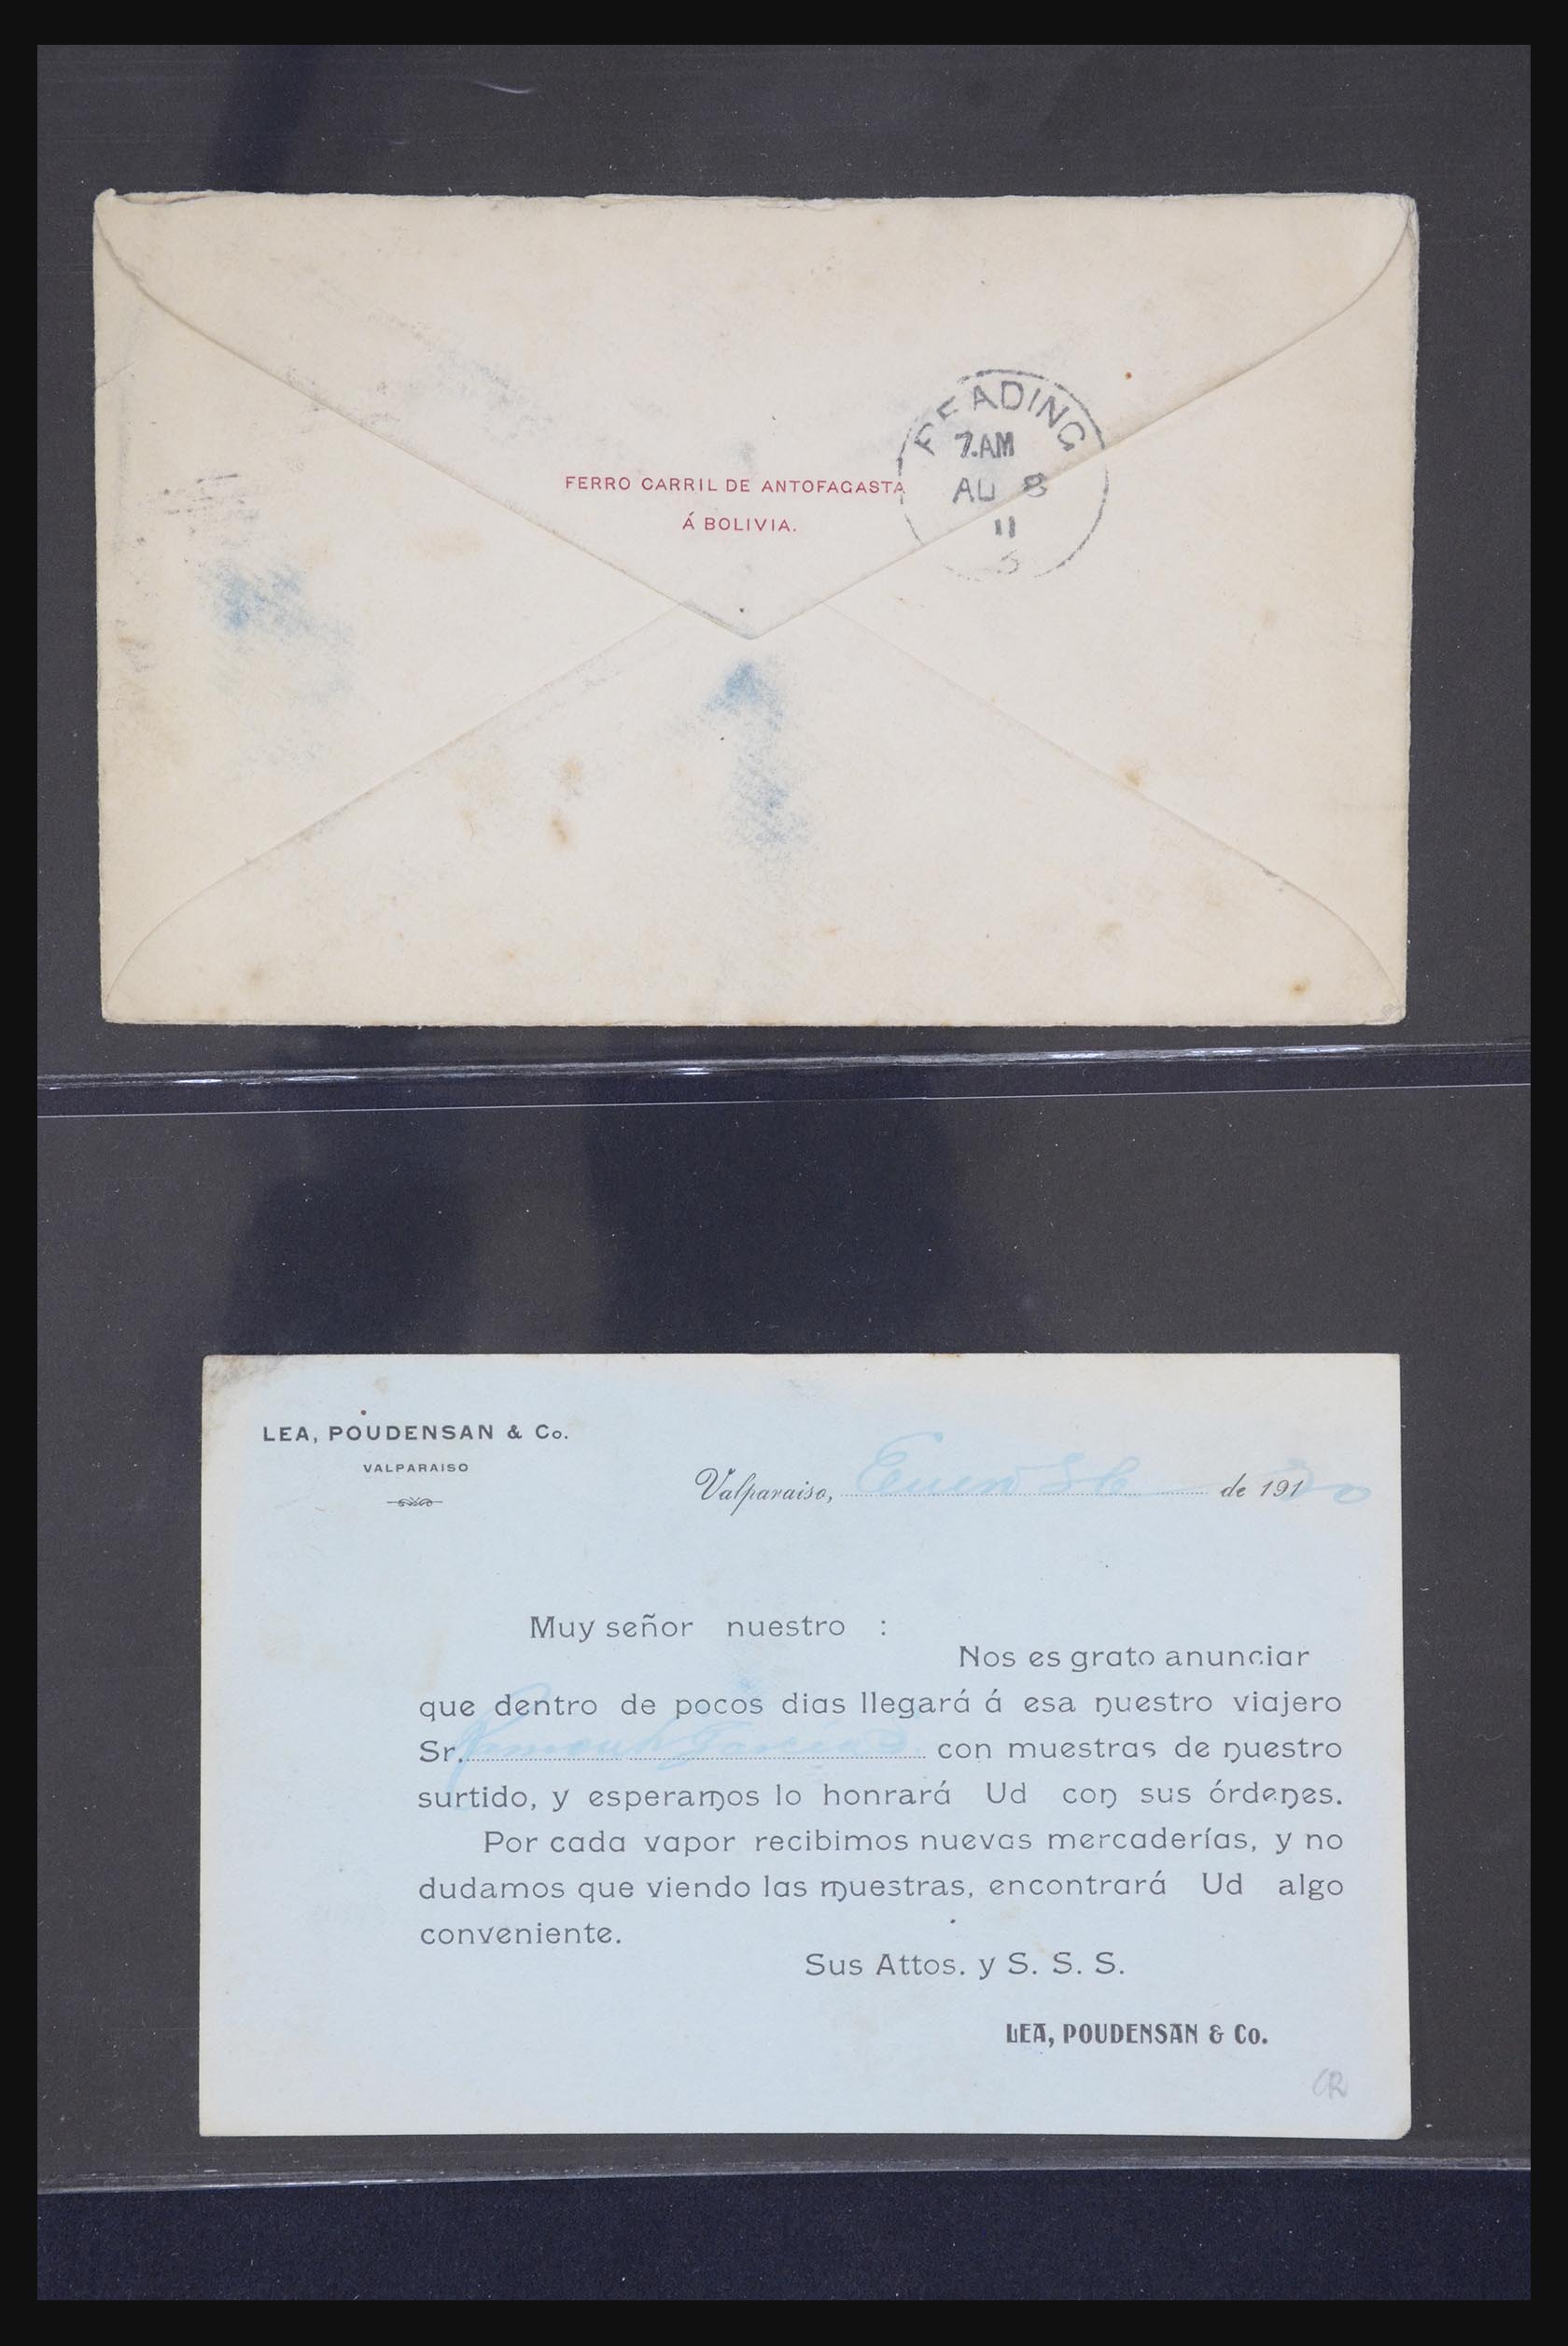 READING
7.AM
AU 8
11
3
FERRO CARRIL DE ANTOFAGASTA
Á BOLIVIA.
LEA, POUDENSAN & Co.
VALPARAISO
Valparaiso, Enero de 191
Muy señor nuestro :
Nos es grato anunciar
que dentro de pocos dias llegará á esa nuestro viajero
Sr. con muestras de nuestro
surtido, y esperamos lo honrará Ud con sus órdenes.
Por cada vapor recibimos nuevas mercaderías, y no
dudamos que viendo las muestras, encontrará Ud algo
conveniente.
Sus Attos. y S. S. S.
LEA, POUDENSAN & Co.